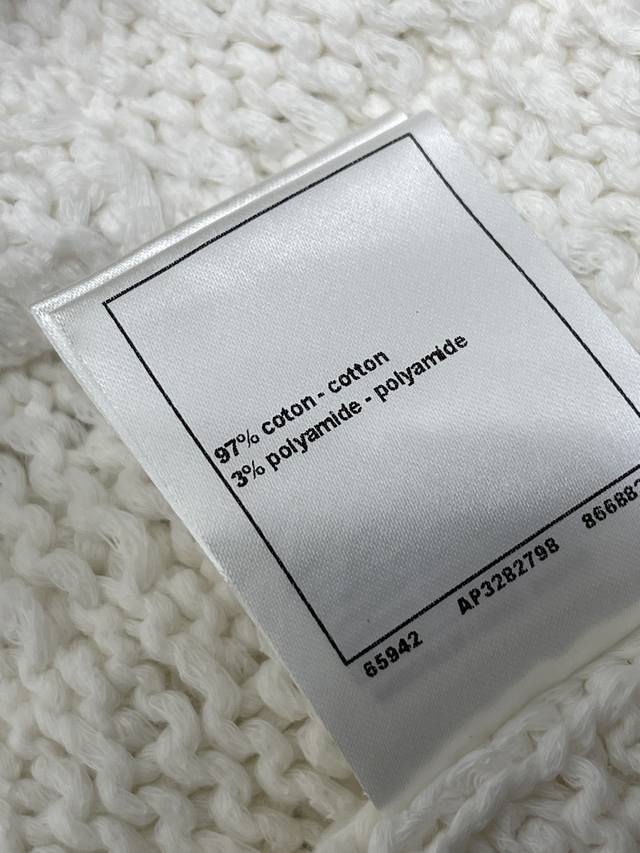 97% coton - cotton
3% polyamide - polyamide
65942 AP3282798